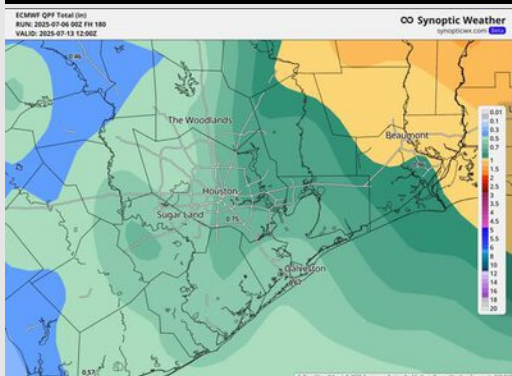 ECMWF QPF Total (in)
RUN: 2025-07-06 00Z FH 180
VALID: 2025-07-13 12:00Z
Synoptic Weather
synopticwx.com Beta
0.46
The Woodlands
Beaumont
Houston
Sugar Land
0.75
Galveston
0.57
0.01
0.1
0.3
0.5
0.7
1
1.5
2
2.5
3
3.5
4
4.5
5
5.5
6
8
10
12
14
16
18
20